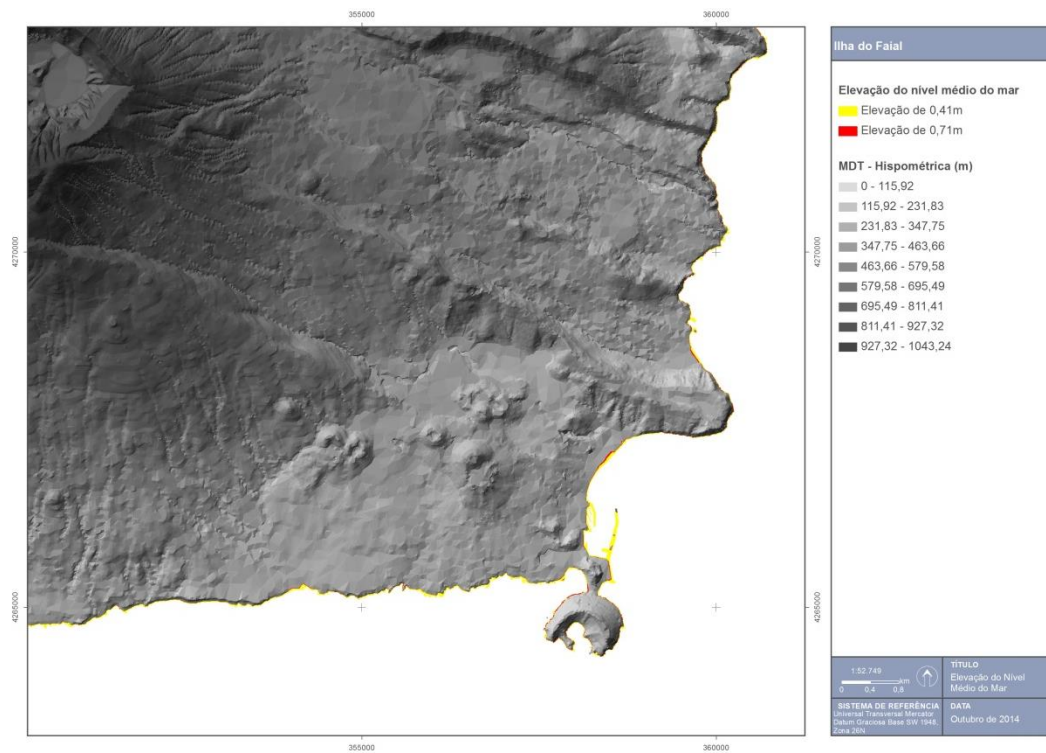 355000
360000
Ilha do Faial
Elevação do nível médio do mar
Elevação de 0,41m
Elevação de 0,71m
MDT - Hispométrica (m)
0 - 115,92
115,92 - 231,83
231,83 - 347,75
347,75 - 463,66
463,66 - 579,58
579,58 - 695,49
695,49 - 811,41
811,41 - 927,32
927,32 - 1043,24
4270000
4270000
4265000
4265000
1:52.749
km
0 0,4 0,8
TÍTULO
Elevação do Nível
Médio do Mar
SISTEMA DE REFERÊNCIA
Universal Transversal Mercator
Datum Graciosa Base SW 1948,
Zona 26N
DATA
Outubro de 2014
355000
360000